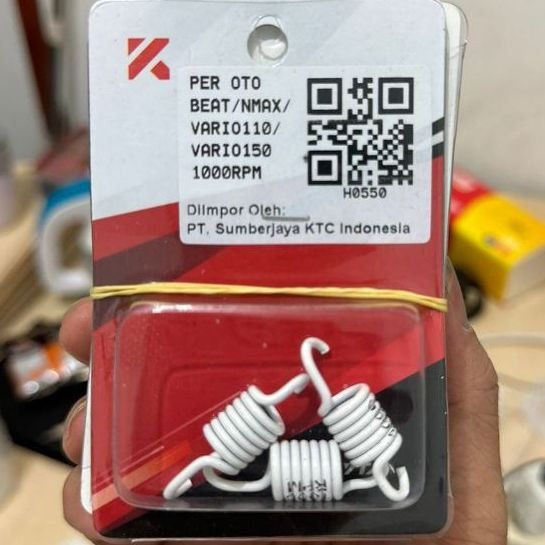 PER OTO
BEAT/NMAX/
VARIO110/
VARIO150
1000RPM
H0550
Diimpor Oleh:
PT. Sumberjaya KTC Indonesia